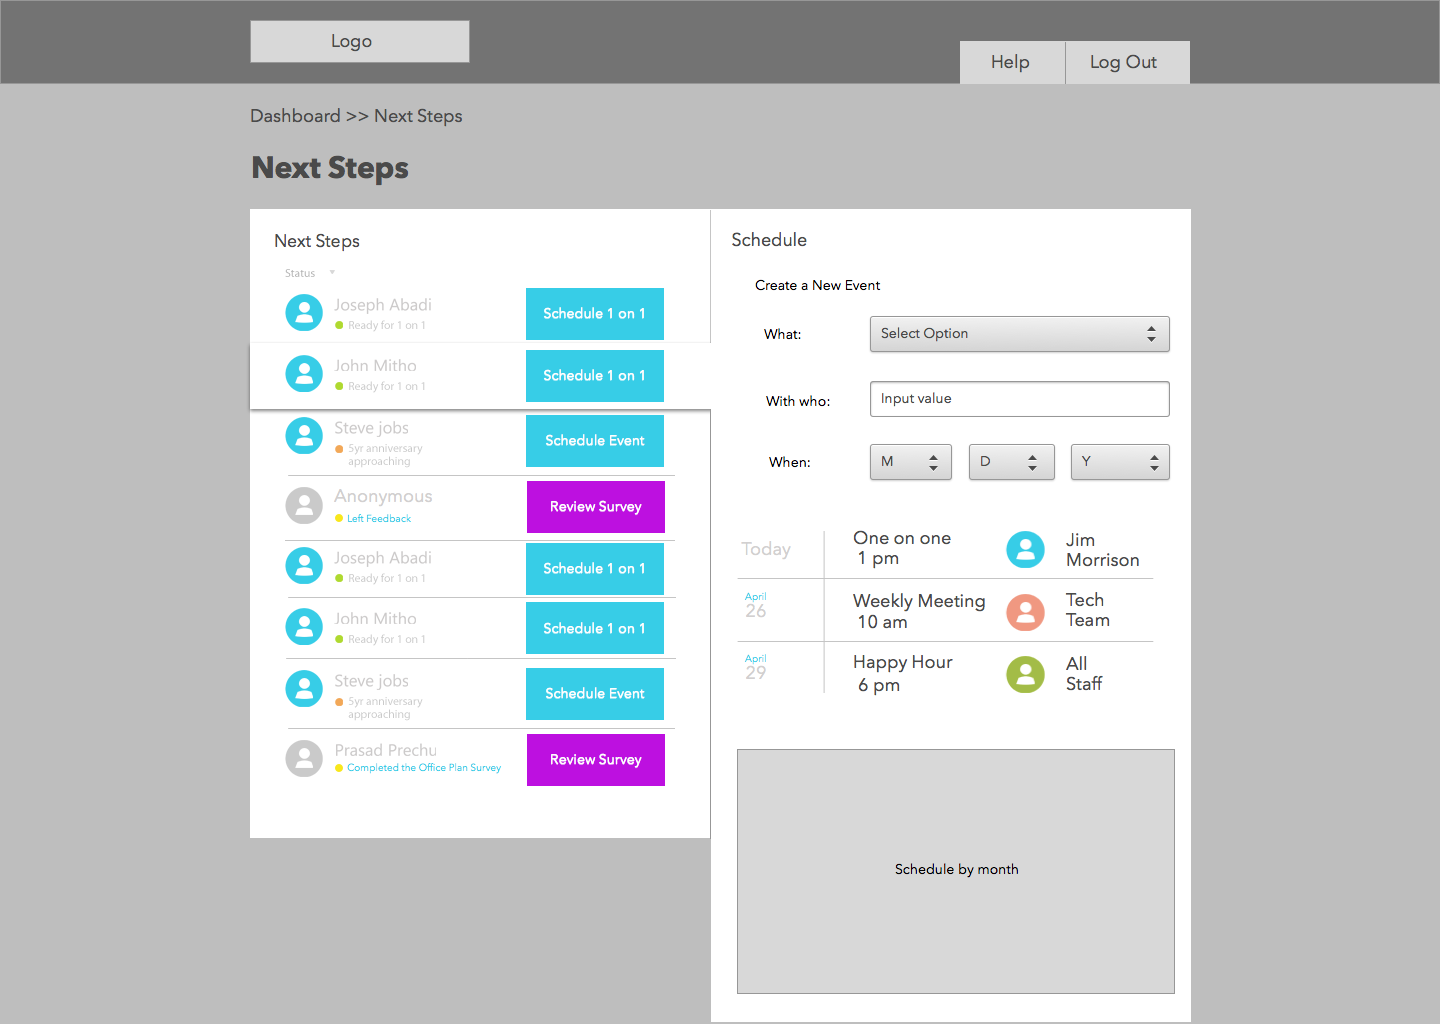 Logo
Help
Log Out
Dashboard >> Next Steps
Next Steps
Next Steps
Status
Joseph Abadi
Ready for 1 on 1
Schedule 1 on 1
John Mitho
Ready for 1 on 1
Schedule 1 on 1
Steve jobs
5yr anniversary
approaching
Schedule Event
Anonymous
Left Feedback
Review Survey
Joseph Abadi
Ready for 1 on 1
Schedule 1 on 1
John Mitho
Ready for 1 on 1
Schedule 1 on 1
Steve jobs
5yr anniversary
approaching
Schedule Event
Prasad Prechu
Completed the Office Plan Survey
Review Survey
Schedule
Create a New Event
What:
Select Option
With who:
Input value
When:
M
D
Y
Today
One on one
1 pm
Jim
Morrison
April
26
Weekly Meeting
10 am
Tech
Team
April
29
Happy Hour
6 pm
All
Staff
Schedule by month